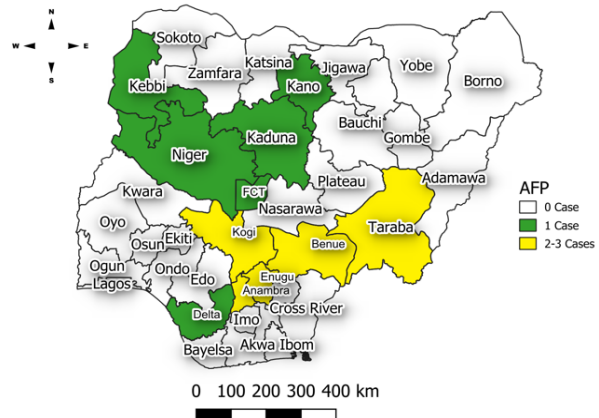 N
W E
S
Sokoto
Katsina
Jigawa
Yobe
Borno
Zamfara
Kebbi
Kano
Kaduna
Bauchi
Gombe
Niger
Adamawa
Plateau
FCT
Kwara
Nasarawa
Taraba
Oyo
Kogi
Ekiti
Osun
Benue
Ogun
Ondo
Lagos
Edo
Enugu
Anambra
Cross River
Delta
Imo
Bayelsa
Akwa Ibom
AFP
0 Case
1 Case
2-3 Cases
0 100 200 300 400 km